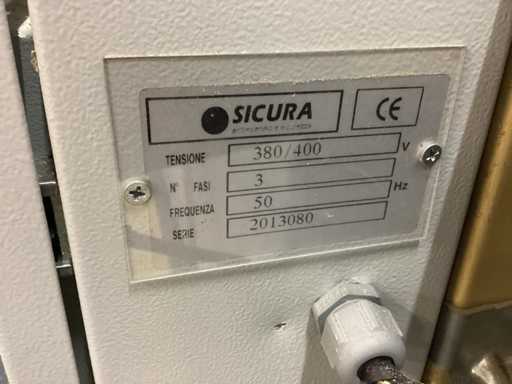 SICURA
CE
TENSIONE 380/400 V
N° FASI 3
FREQUENZA 50 Hz
SERIE 2013080